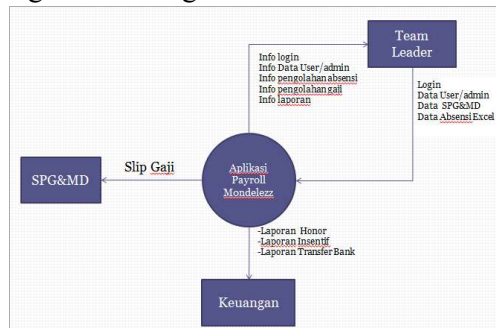 Team
Leader
Info login
Info Data User/admin
Info pengolahan absensi
Info pengolahan gaji
Info laporan
Login
Data User/admin
Data SPG&MD
Data Absensi Excel
SPG&MD
Slip Gaji
Aplikasi
Payroll
Mondelezz
-Laporan Honor
-Laporan Insentif
-Laporan Transfer Bank
Keuangan